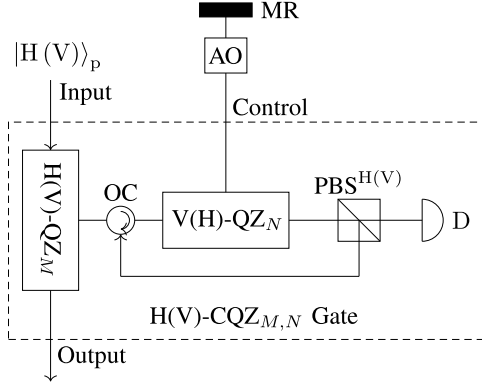 MR
|H (V)⟩p
AO
Input
Control
H(V)-QZM
OC
V(H)-QZN
PBSH(V)
D
H(V)-CQZM,N Gate
Output